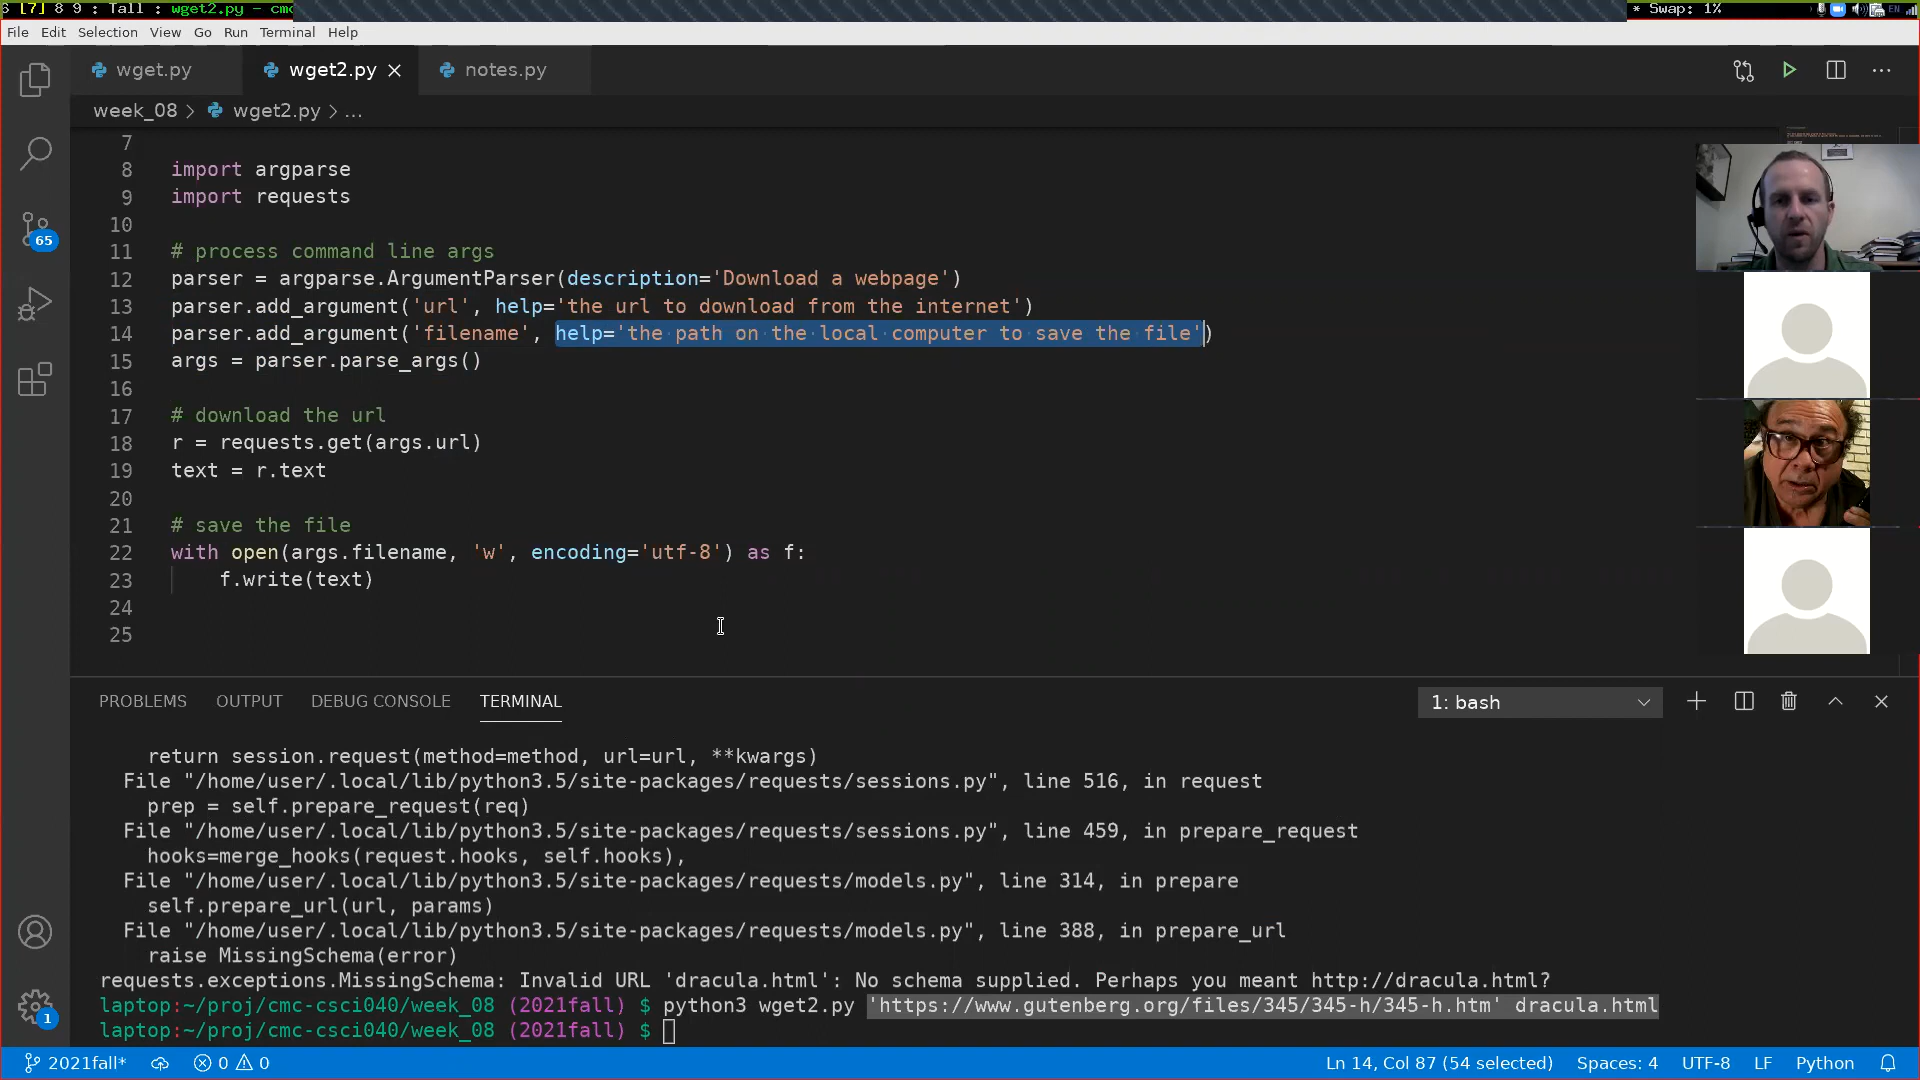 6 [7] 8 9 : Tall : wget2.py - cmc
* Swap: 1%
EN
File Edit Selection View Go Run Terminal Help
wget.py wget2.py notes.py
week_08 > wget2.py > ...
7
8 import argparse
9 import requests
10
11 # process command line args
12 parser = argparse.ArgumentParser(description='Download a webpage')
13 parser.add_argument('url', help='the url to download from the internet')
14 parser.add_argument('filename', help='the path on the local computer to save the file')
15 args = parser.parse_args()
16
17 # download the url
18 r = requests.get(args.url)
19 text = r.text
20
21 # save the file
22 with open(args.filename, 'w', encoding='utf-8') as f:
23 f.write(text)
24
25
65
PROBLEMS OUTPUT DEBUG CONSOLE TERMINAL
1: bash
return session.request(method=method, url=url, **kwargs)
File "/home/user/.local/lib/python3.5/site-packages/requests/sessions.py", line 516, in request
prep = self.prepare_request(req)
File "/home/user/.local/lib/python3.5/site-packages/requests/sessions.py", line 459, in prepare_request
hooks=merge_hooks(request.hooks, self.hooks),
File "/home/user/.local/lib/python3.5/site-packages/requests/models.py", line 314, in prepare
self.prepare_url(url, params)
File "/home/user/.local/lib/python3.5/site-packages/requests/models.py", line 388, in prepare_url
raise MissingSchema(error)
requests.exceptions.MissingSchema: Invalid URL 'dracula.html': No schema supplied. Perhaps you meant http://dracula.html?
laptop:~/proj/cmc-csci040/week_08 (2021fall) $ python3 wget2.py 'https://www.gutenberg.org/files/345/345-h/345-h.htm' dracula.html
laptop:~/proj/cmc-csci040/week_08 (2021fall) $
1
2021fall* 0 0 Ln 14, Col 87 (54 selected) Spaces: 4 UTF-8 LF Python